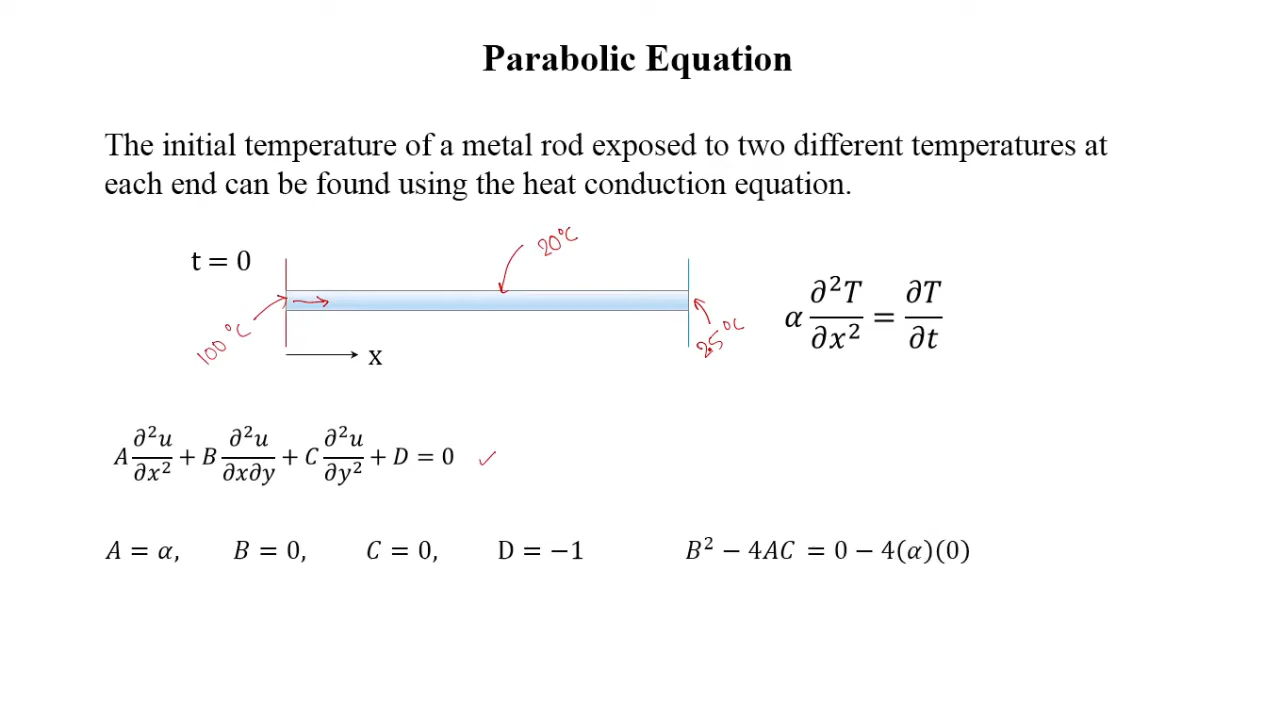 Parabolic Equation
The initial temperature of a metal rod exposed to two different temperatures at
each end can be found using the heat conduction equation.
t = 0
20°C
100°C
25°C
x
α ∂²T/∂x² = ∂T/∂t
A ∂²u/∂x² + B ∂²u/∂x∂y + C ∂²u/∂y² + D = 0 ✓
A = α, B = 0, C = 0, D = −1 B² − 4AC = 0 − 4(α)(0)